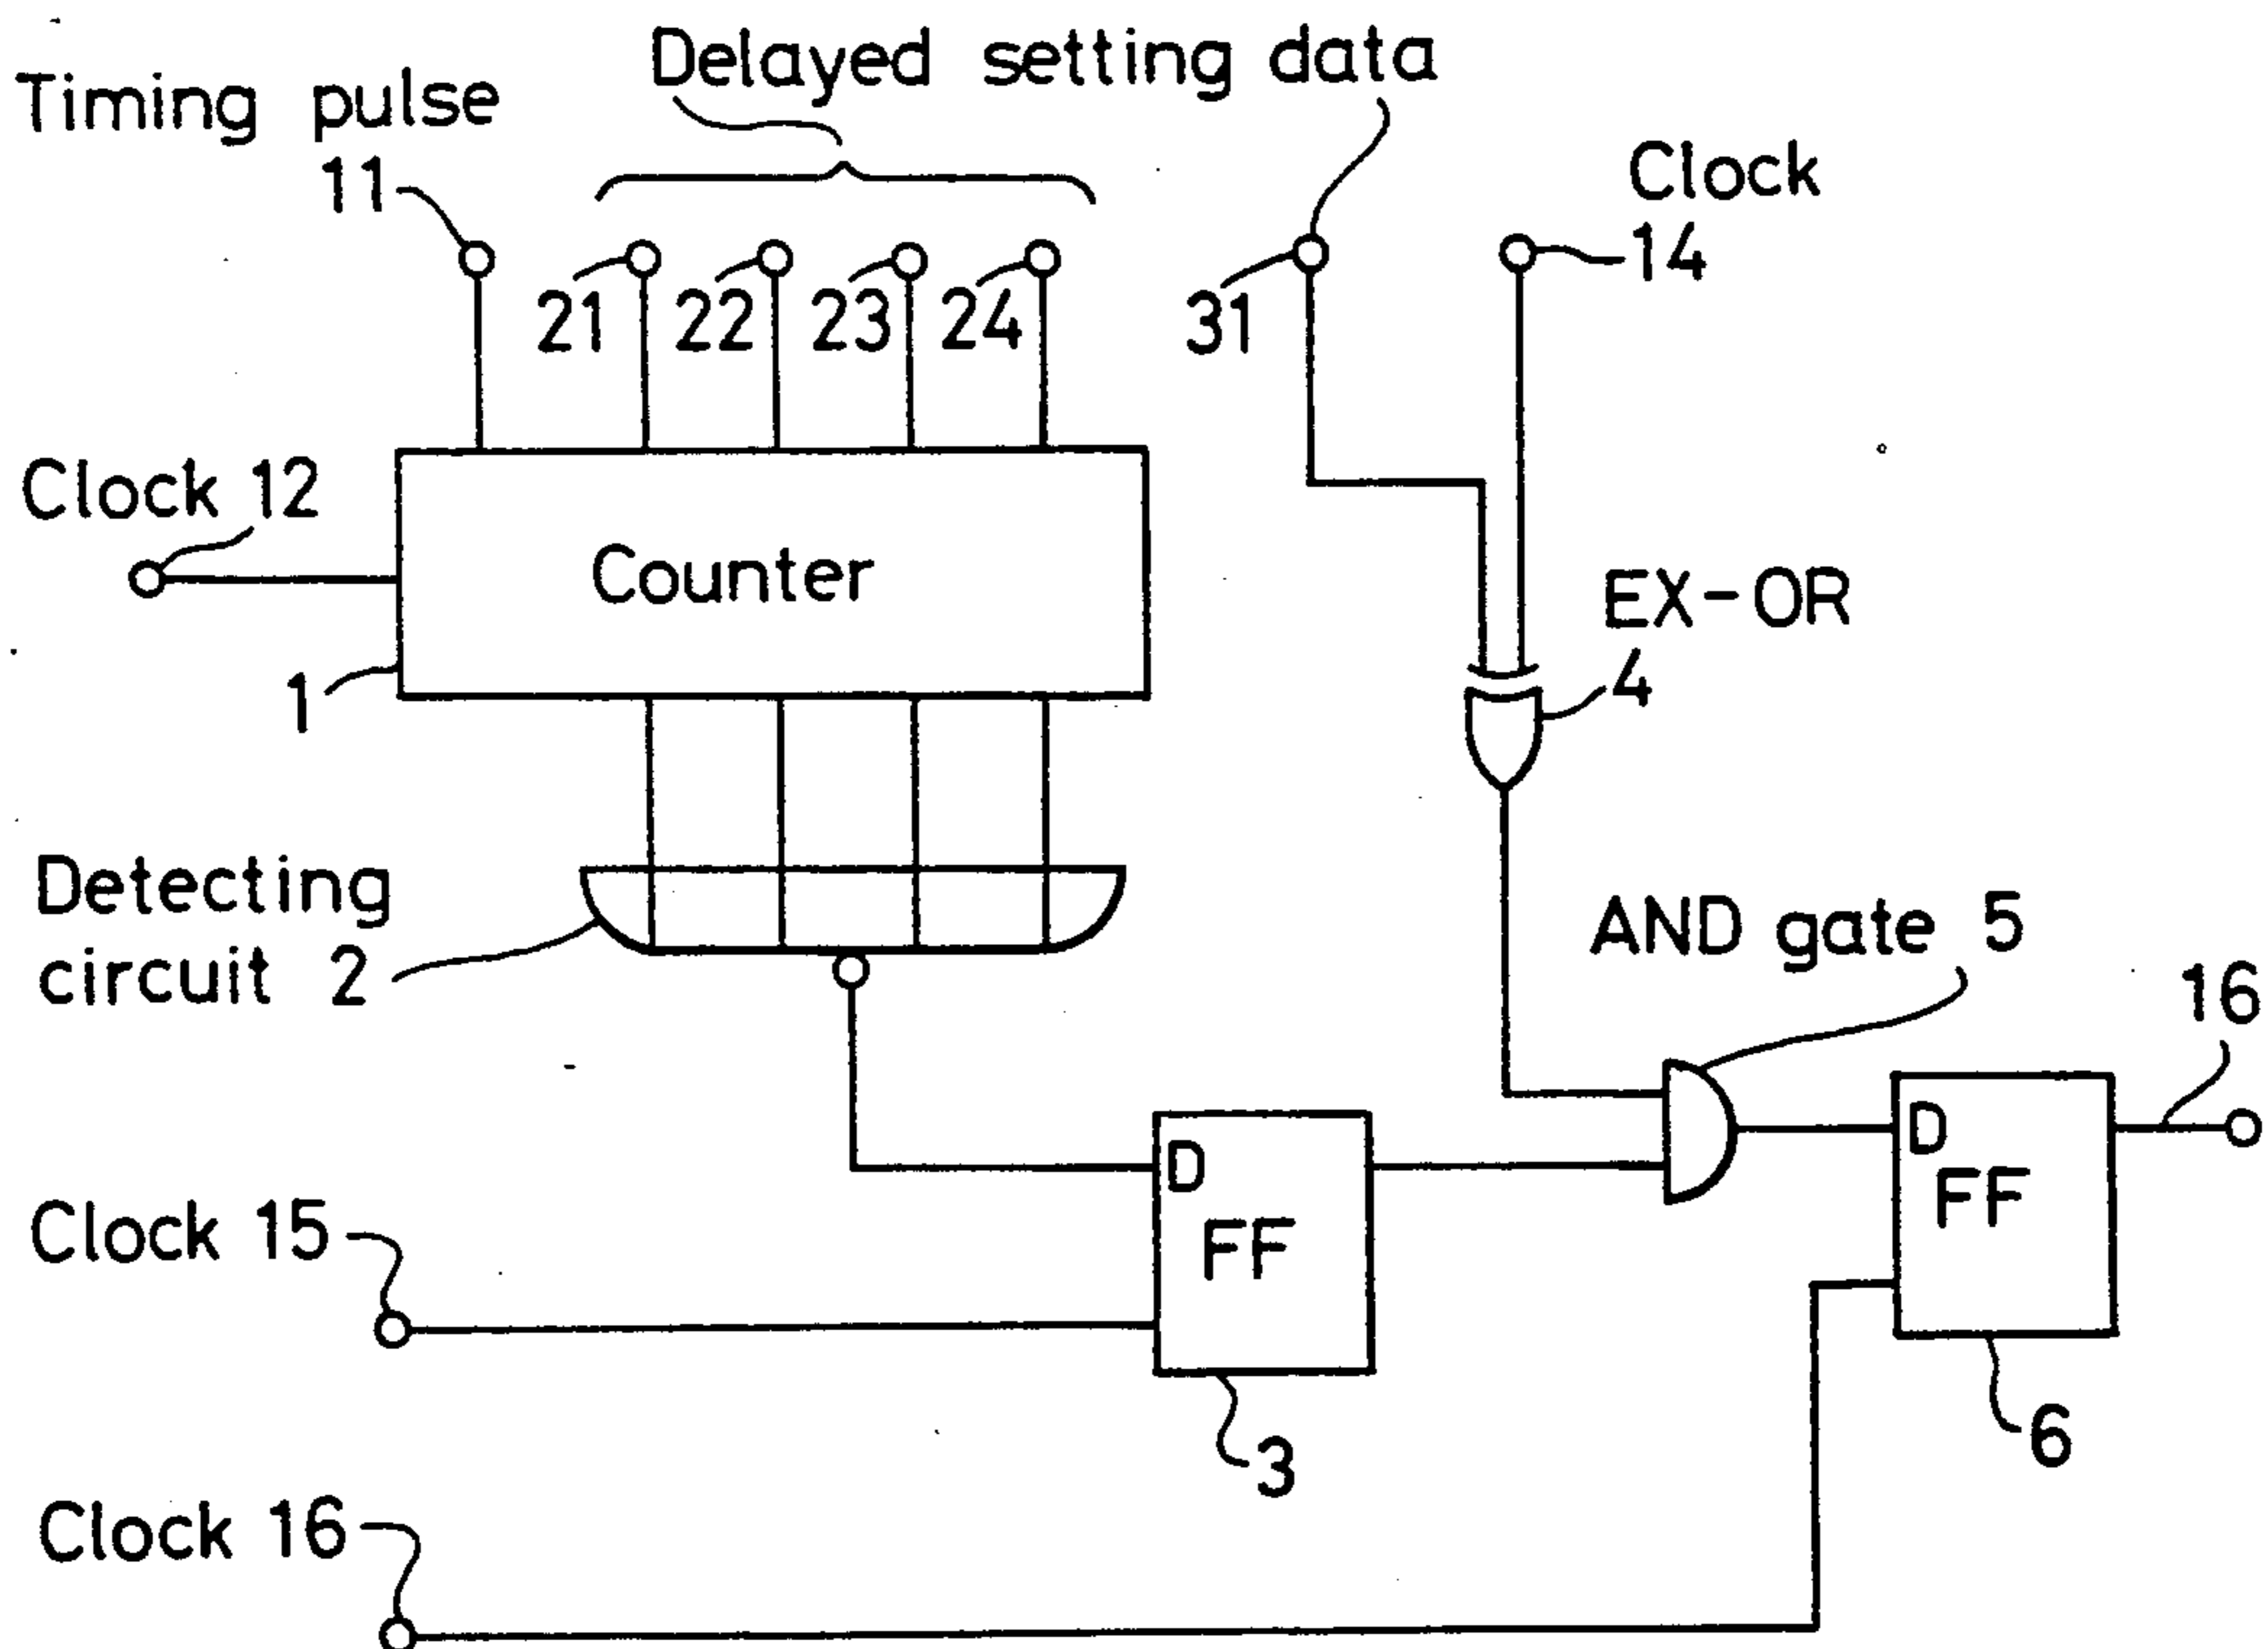 Delayed setting data
Timing pulse
11
Clock
14
21
22
23
24
31
Clock 12
Counter
EX-OR
4
1
Detecting
circuit 2
AND gate 5
16
D
FF
D
FF
Clock 15
3
6
Clock 16